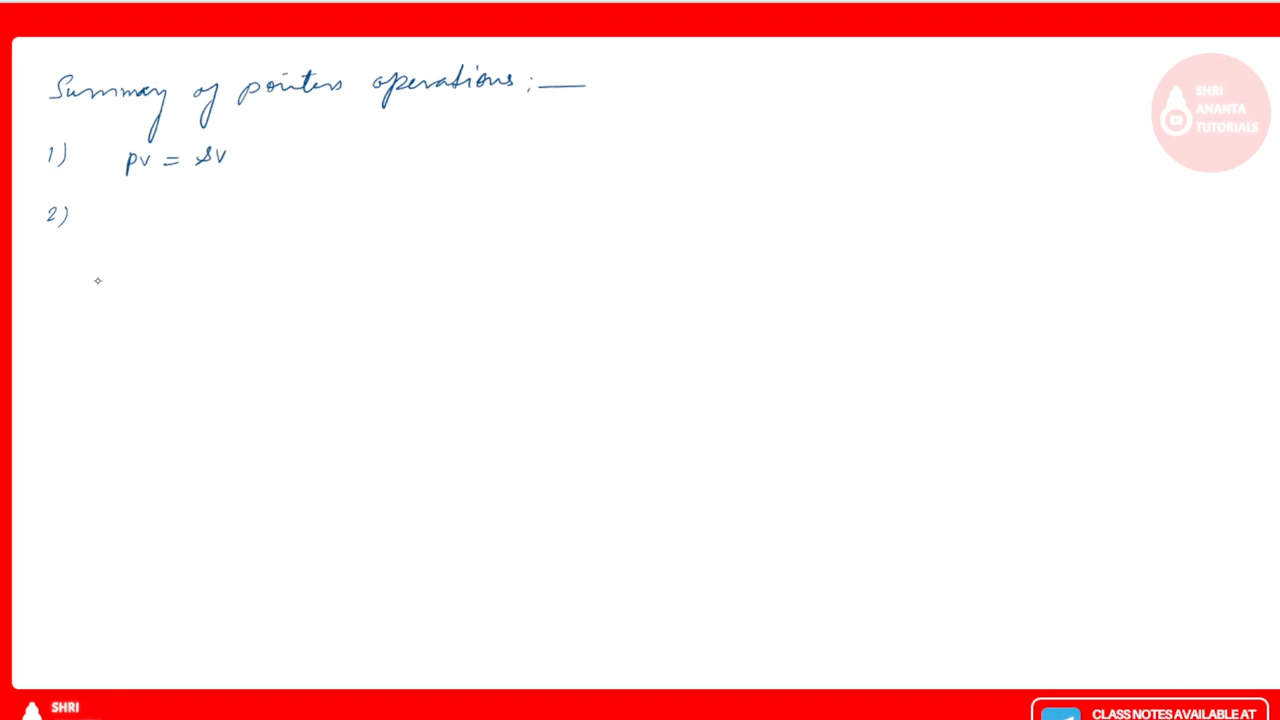 Summary of pointers operations :—
1) pv = &v
2)
SHRI
ANANTA
TUTORIALS
SHRI
CLASS NOTES AVAILABLE AT